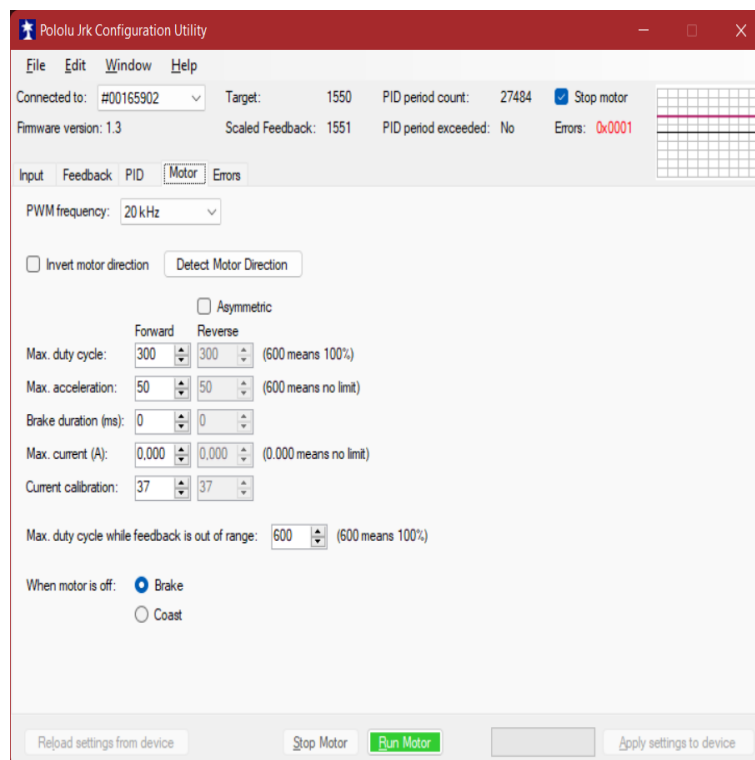 Pololu Jrk Configuration Utility
File Edit Window Help
Connected to: #00165902 Target: 1550 PID period count: 27484 Stop motor
Firmware version: 1.3 Scaled Feedback: 1551 PID period exceeded: No Errors: 0x0001
Input Feedback PID Motor Errors
PWM frequency: 20 kHz
Invert motor direction Detect Motor Direction
Asymmetric
Forward Reverse
Max. duty cycle: 300 300 (600 means 100%)
Max. acceleration: 50 50 (600 means no limit)
Brake duration (ms): 0 0
Max. current (A): 0,000 0,000 (0.000 means no limit)
Current calibration: 37 37
Max. duty cycle while feedback is out of range: 600 (600 means 100%)
When motor is off: Brake
Coast
Reload settings from device Stop Motor Run Motor Apply settings to device